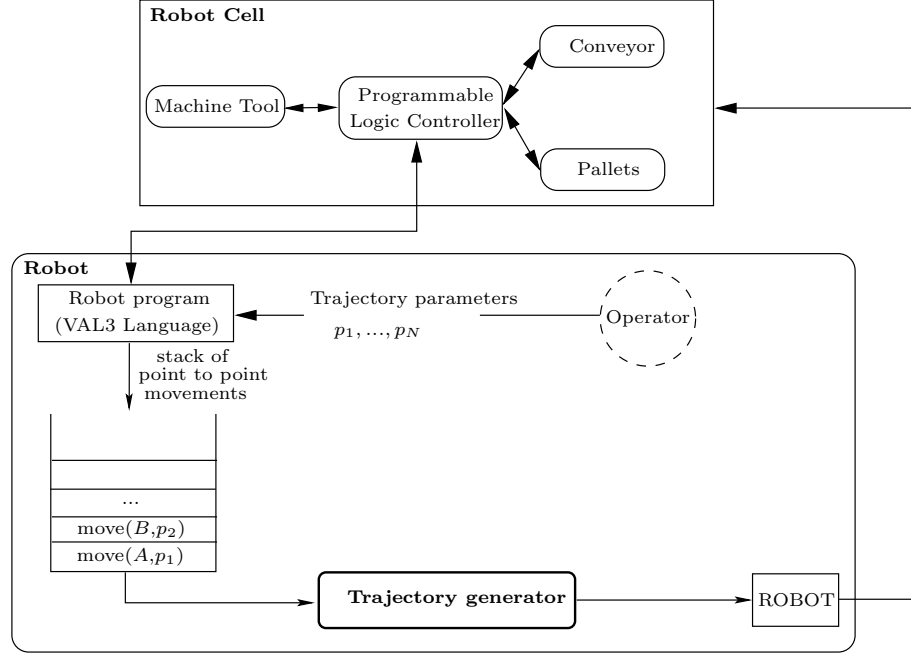 Robot Cell
Conveyor
Machine Tool
Programmable
Logic Controller
Pallets
Robot
Robot program
(VAL3 Language)
Trajectory parameters
p₁, ..., p_N
Operator
stack of
point to point
movements
...
move(B,p₂)
move(A,p₁)
Trajectory generator
ROBOT